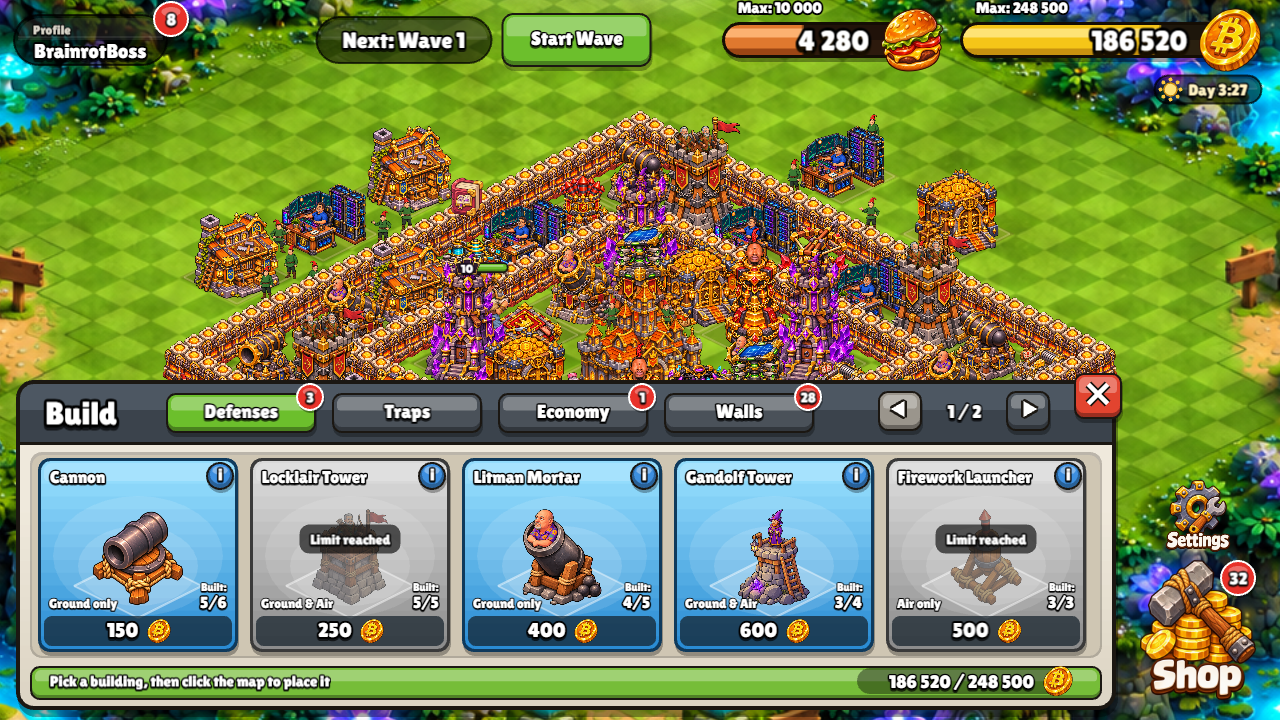 Profile
BrainrotBoss
8
Next: Wave 1
Start Wave
Max: 10 000
4 280
Max: 248 500
186 520
Day 3:27
10
Build
Defenses
3
Traps
Economy
1
Walls
28
1 / 2
Cannon
Ground only
Built:
5/6
150
Locklair Tower
Limit reached
Ground & Air
Built:
5/5
250
Litman Mortar
Ground only
Built:
4/5
400
Gandolf Tower
Ground & Air
Built:
3/4
600
Firework Launcher
Limit reached
Air only
Built:
3/3
500
Pick a building, then click the map to place it
186 520 / 248 500
Settings
32
Shop